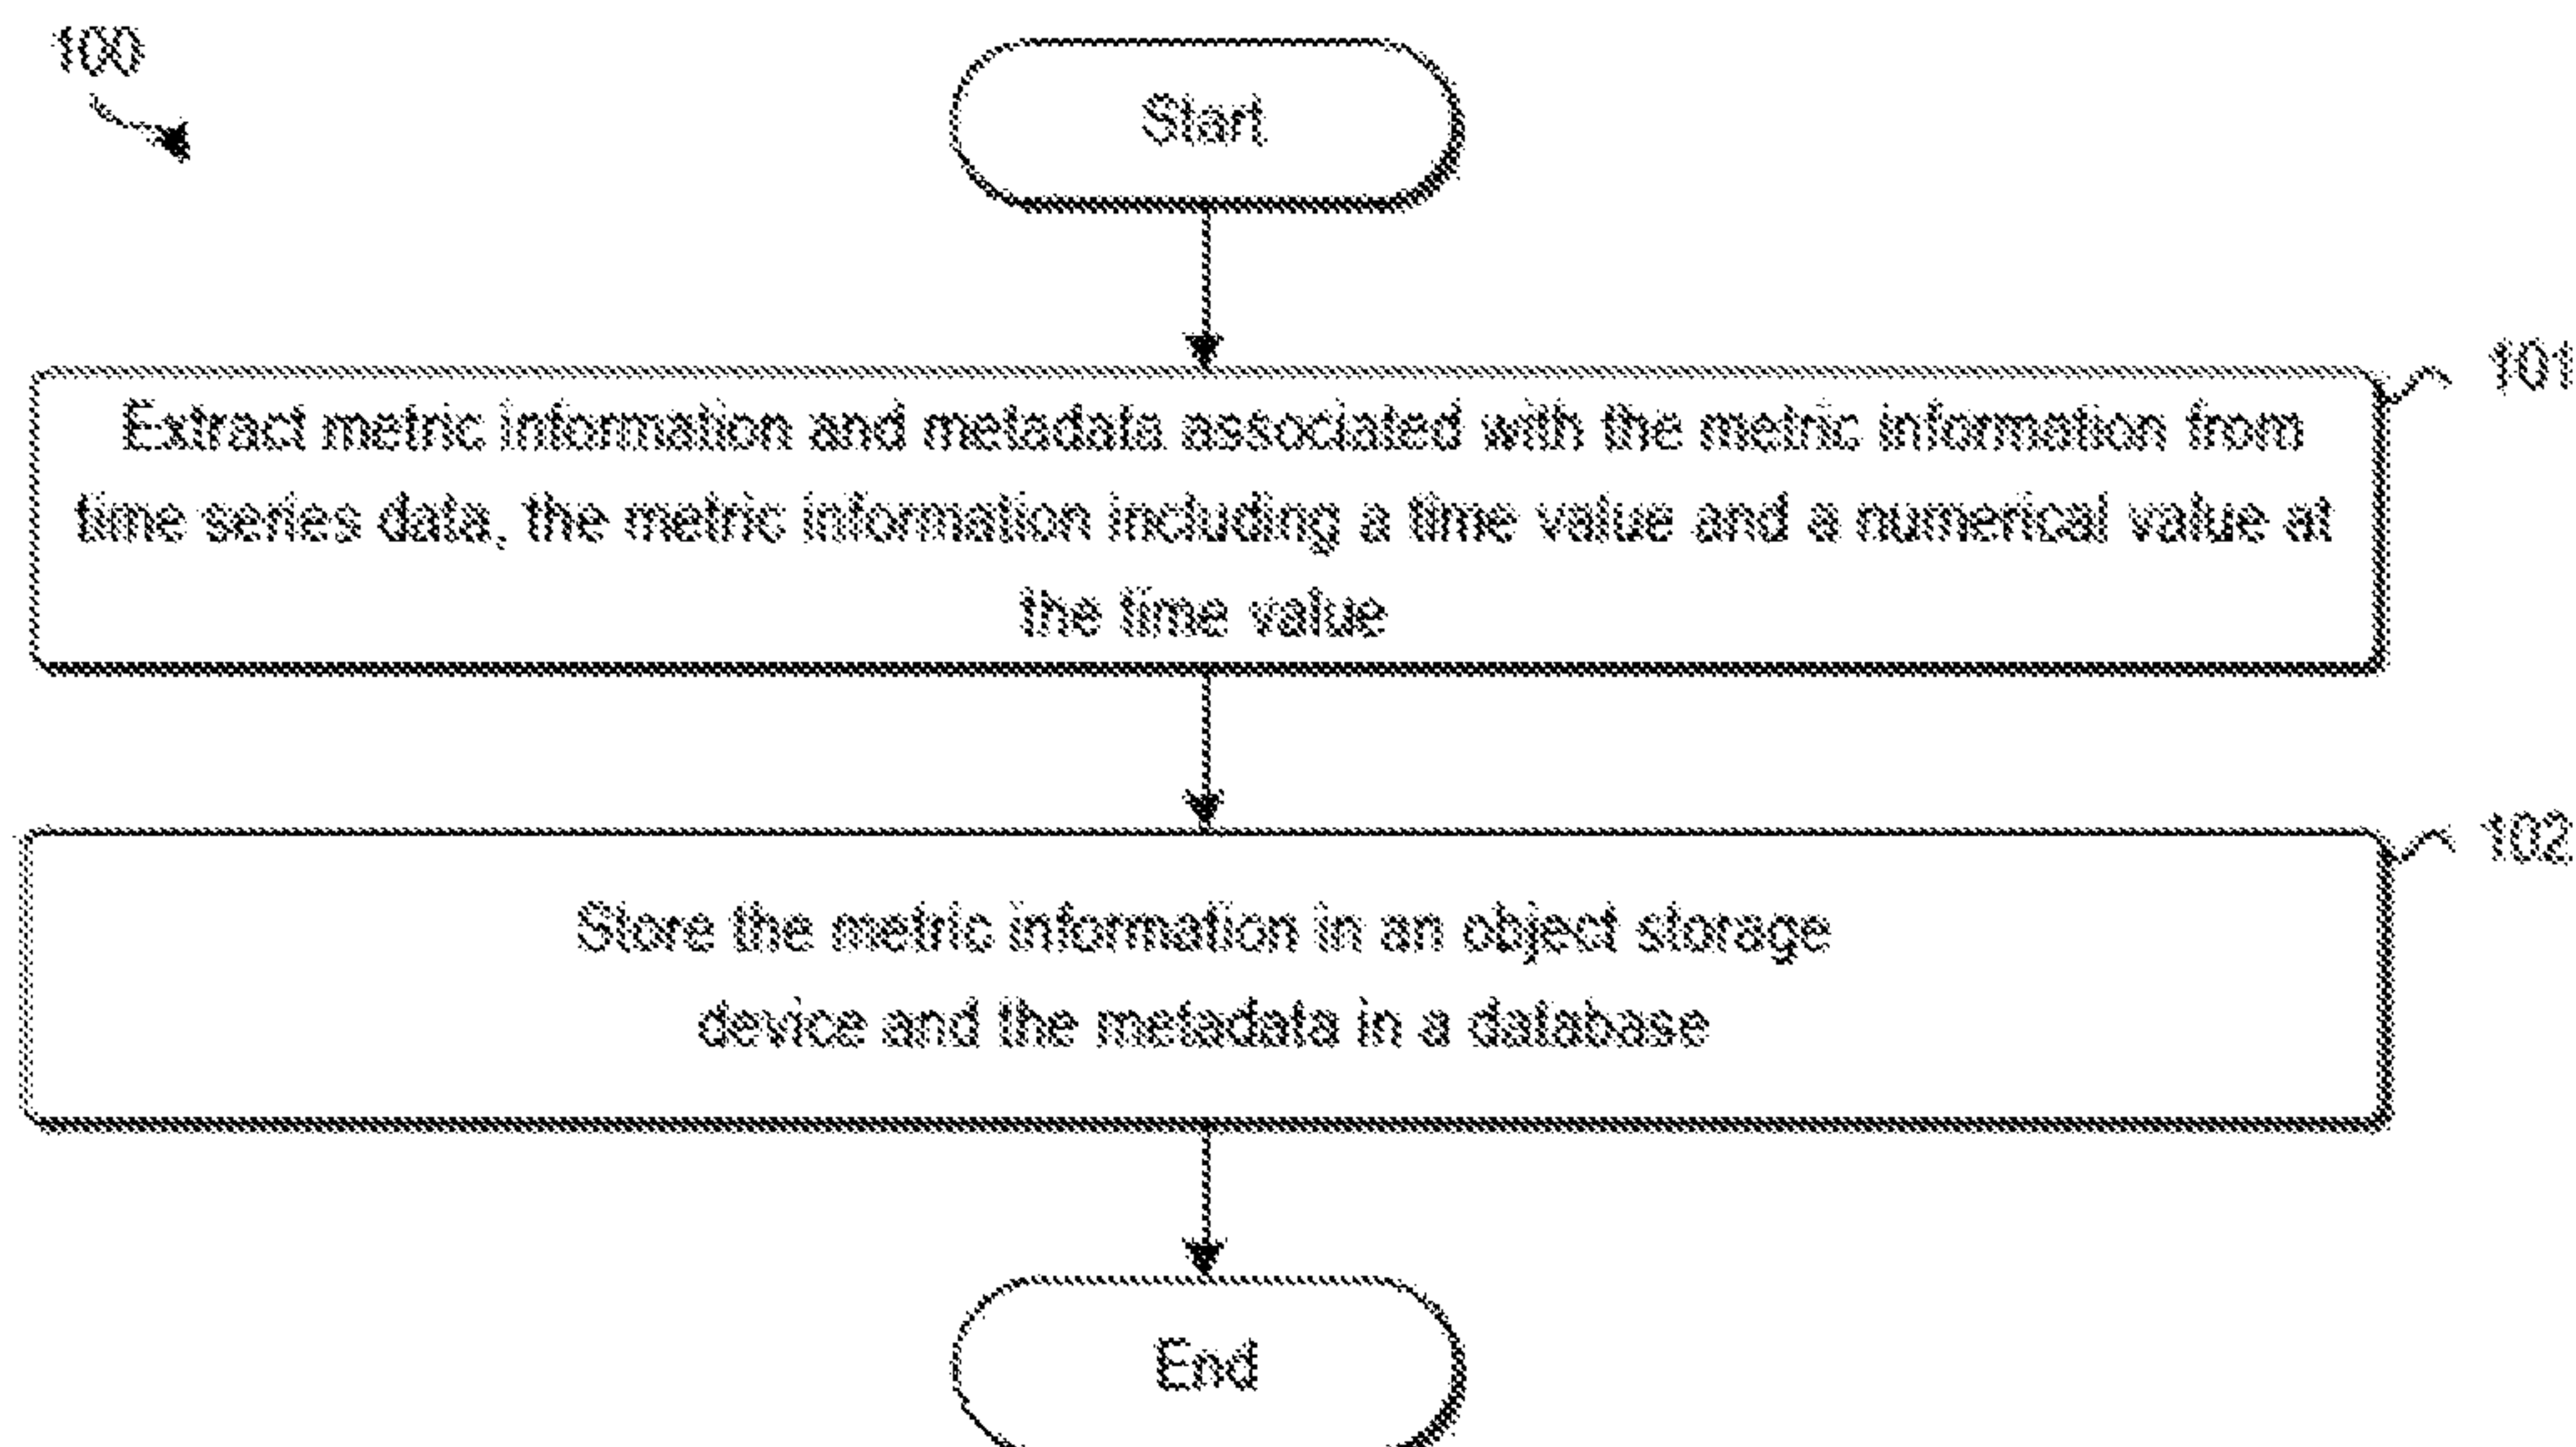 100
Start
101
Extract metric information and metadata associated with the metric information from
time series data, the metric information including a time value and a numerical value at
the time value
102
Store the metric information in an object storage
device and the metadata in a database
End